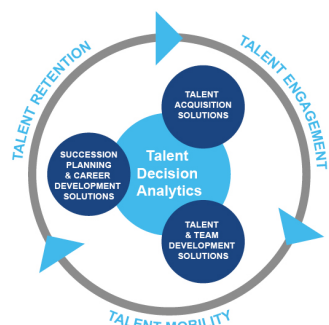 TALENT RETENTION
TALENT ENGAGEMENT
TALENT
ACQUISITION
SOLUTIONS
SUCCESSION
PLANNING
& CAREER
DEVELOPMENT
SOLUTIONS
Talent
Decision
Analytics
TALENT
& TEAM
DEVELOPMENT
SOLUTIONS
TALENT MOBILITY